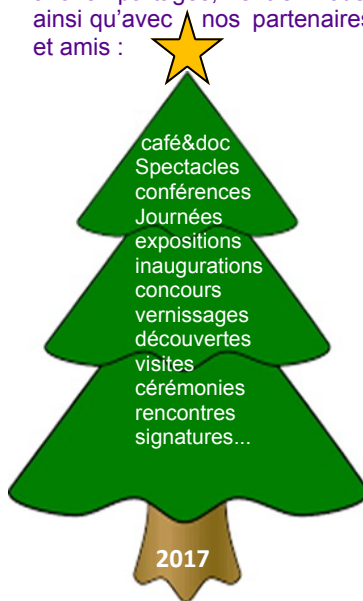 ainsi qu'avec nos partenaires
et amis :
café&doc
Spectacles
conférences
Journées
expositions
inaugurations
concours
vernissages
découvertes
visites
cérémonies
rencontres
signatures...
2017